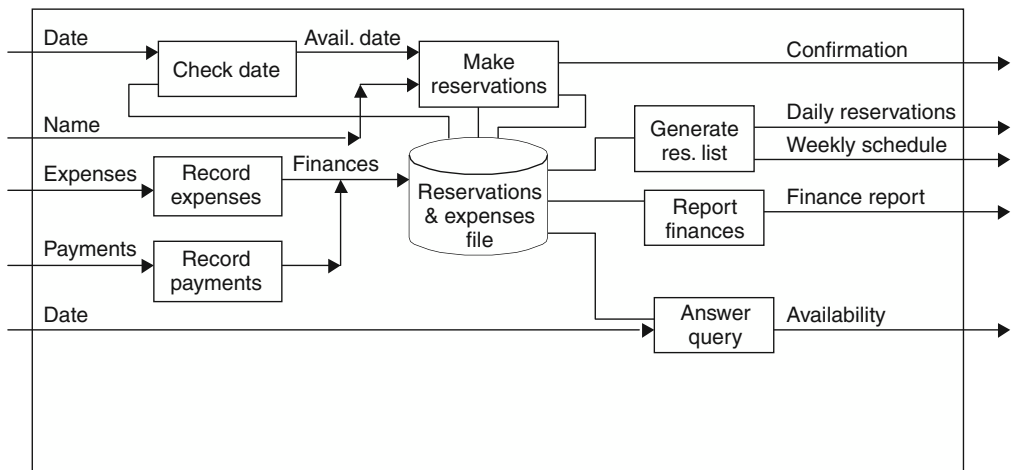 Date
Check date
Avail. date
Make
reservations
Confirmation
Name
Daily reservations
Generate
res. list
Weekly schedule
Expenses
Record
expenses
Finances
Reservations
& expenses
file
Report
finances
Finance report
Payments
Record
payments
Date
Answer
query
Availability